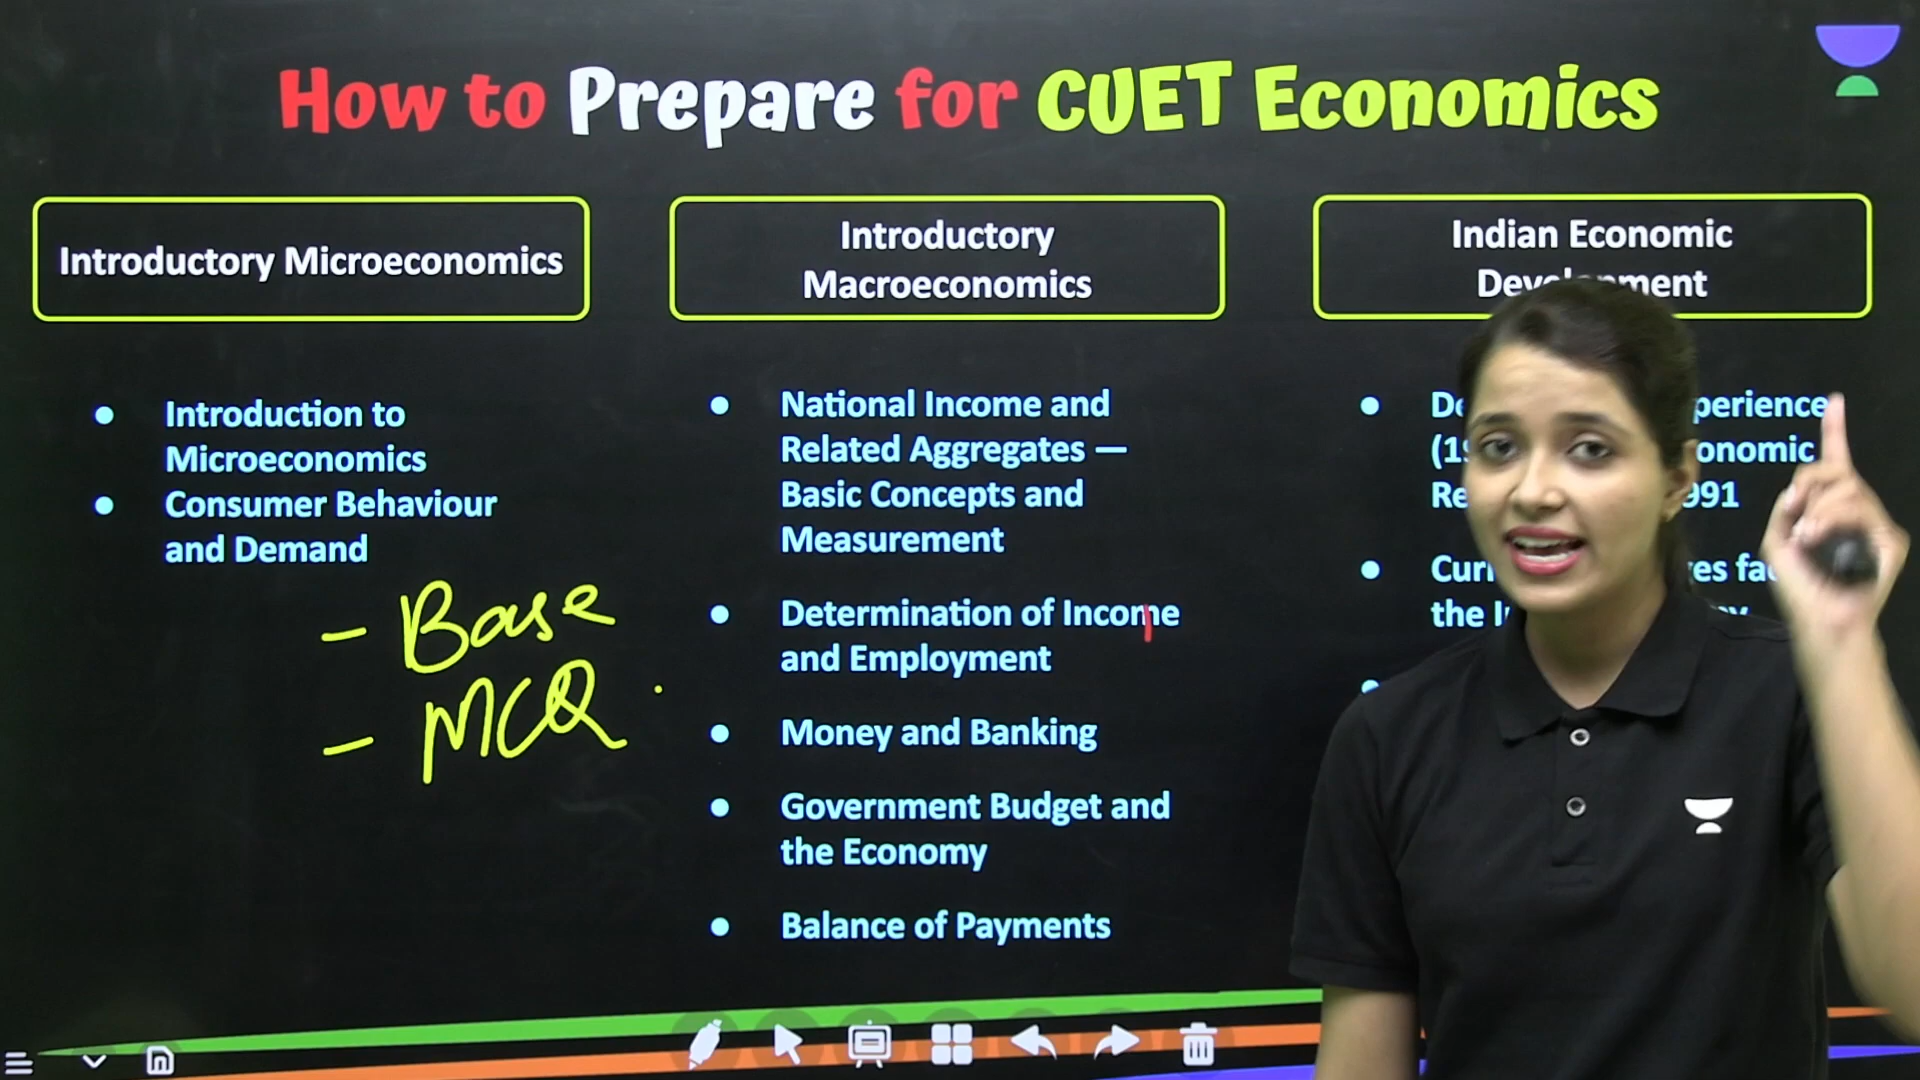 How to Prepare for CUET Economics
Introductory Microeconomics
• Introduction to
Microeconomics
• Consumer Behaviour
and Demand
- Base
- MCQ
Introductory
Macroeconomics
• National Income and
Related Aggregates —
Basic Concepts and
Measurement
• Determination of Income
and Employment
• Money and Banking
• Government Budget and
the Economy
• Balance of Payments
Indian Economic
•
•
the